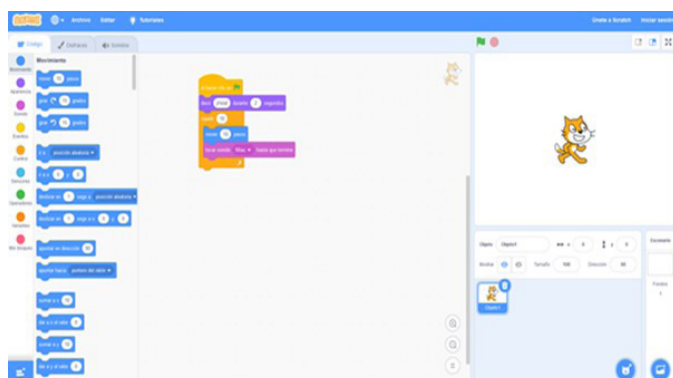 SCRATCH Archivo Editar Tutoriales Únete a Scratch Iniciar sesión
Código Disfraces Sonidos
Movimiento
Movimiento
mover 10 pasos
Apariencia
girar 15 grados
Sonido
girar 15 grados
Eventos
Control
ir a posición aleatoria
Sensores
ir a x: 0 y: 0
Operadores
deslizar en 1 segs a posición aleatoria
Variables
deslizar en 1 segs a x: 0 y: 0
Mis bloques
apuntar en dirección 90
apuntar hacia puntero del ratón
sumar a x 10
dar a x el valor 0
sumar a y 10
dar a y el valor 0
al hacer clic en
decir durante 2 segundos
repetir 10
mover 10 pasos
tocar sonido Miau hasta que termine
Objeto Objeto1 x 0 y 0
Mostrar Tamaño 100 Dirección 90
Objeto1
Escenario
Fondos
1